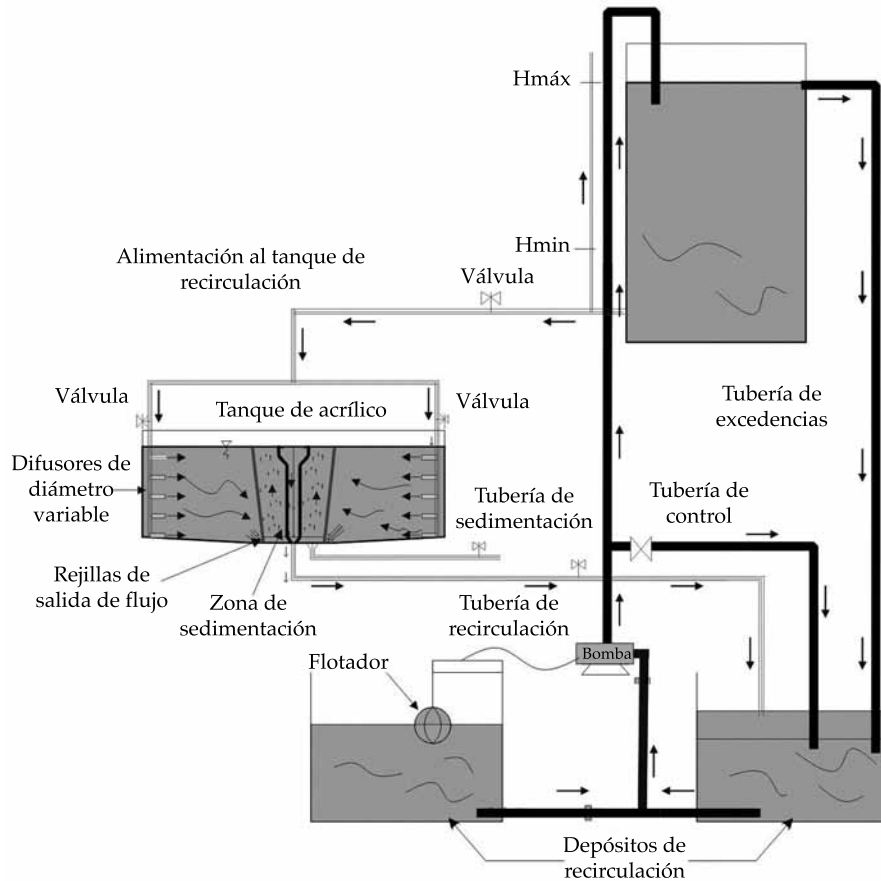 Hmáx
Hmin
Alimentación al tanque de
recirculación
Válvula
Válvula
Tanque de acrílico
Válvula
Tubería de
excedencias
Difusores de
diámetro
variable
Tubería de
sedimentación
Tubería de
control
Rejillas de
salida de flujo
Zona de
sedimentación
Tubería de
recirculación
Bomba
Flotador
Depósitos de
recirculación